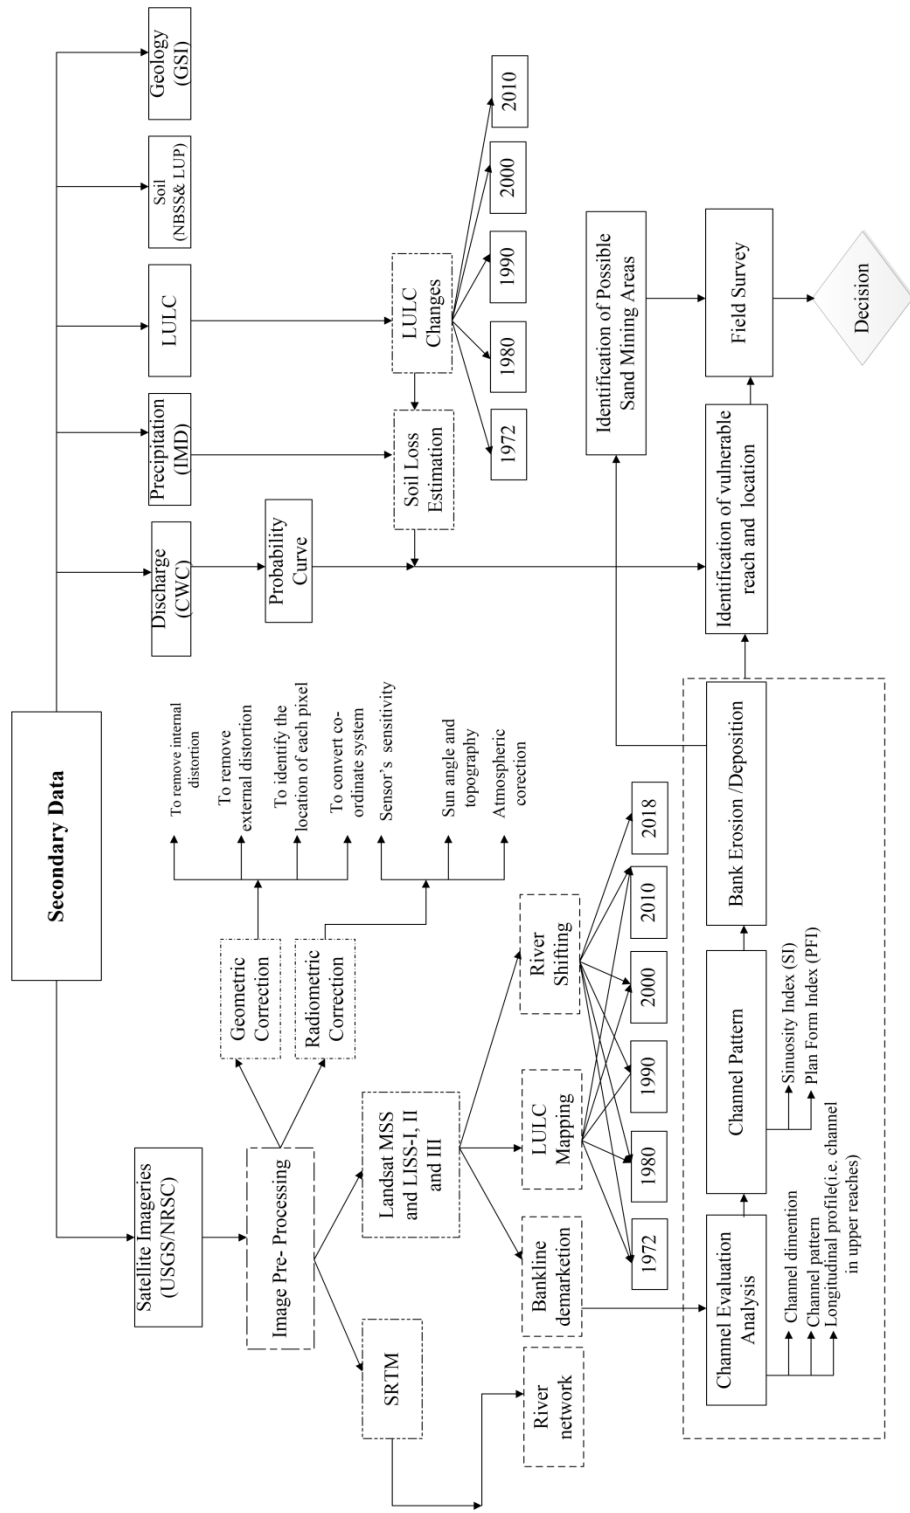 Secondary Data
Satellite Imageries
(USGS/NRSC)
Discharge
(CWC)
Precipitation
(IMD)
LULC
Soil
(NBSS& LUP)
Geology
(GSI)
Image Pre- Processing
Geometric
Correction
Radiometric
Correction
To remove internal
distortion
To remove
external distortion
To identify the
location of each pixel
To convert co-
ordinate system
Sensor's sensitivity
Sun angle and
topography
Atmospheric
corection
Probability
Curve
SRTM
Landsat MSS
and LISS-I, II
and III
Soil Loss
Estimation
LULC
Changes
1972
1980
1990
2000
2010
River
network
Bankline
demarketion
LULC
Mapping
River
Shifting
1972
1980
1990
2000
2010
2018
Identification of Possible
Sand Mining Areas
Channel Evaluation
Analysis
Channel Pattern
Bank Erosion /Deposition
Identification of vulnerable
reach and location
Field Survey
Channel dimention
Channel pattern
Longitudinal profile(i.e. channel
in upper reaches)
Sinuosity Index (SI)
Plan Form Index (PFI)
Decision